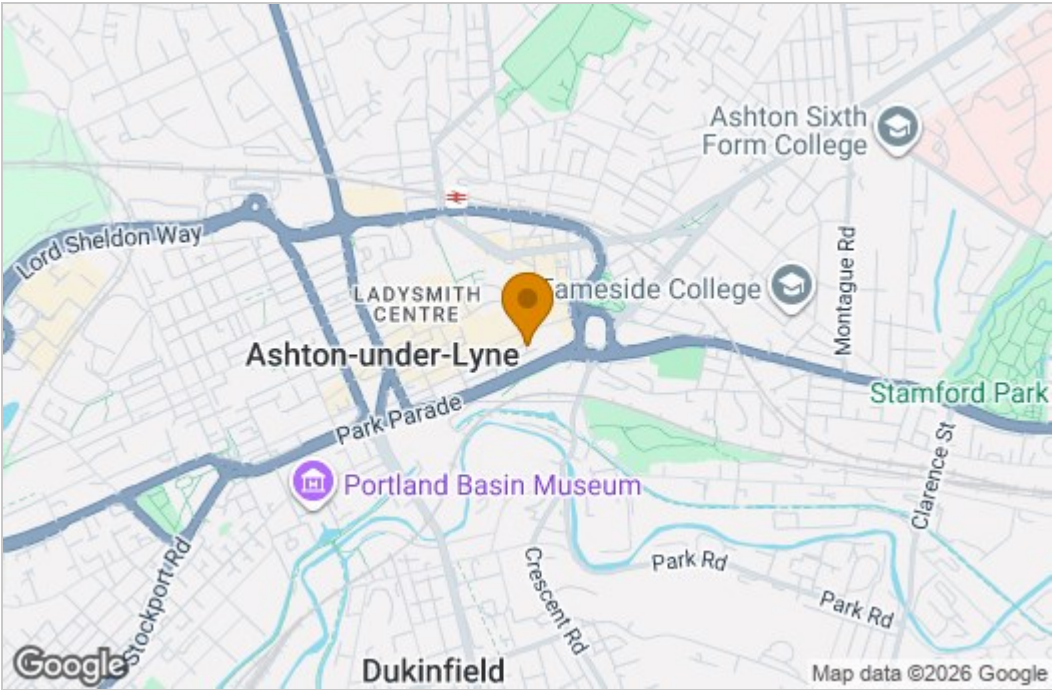 Ashton Sixth
Form College
Lord Sheldon Way
Montague Rd
LADYSMITH
CENTRE
Tameside College
Ashton-under-Lyne
Stamford Park
Park Parade
Clarence St
Portland Basin Museum
Stockport Rd
Crescent Rd
Park Rd
Park Rd
Dukinfield
Google
Map data ©2026 Google